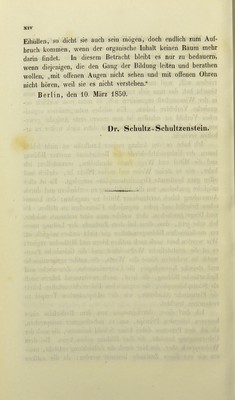 XIV
Eihüllen, so dicht sie auch sein mögen, doch endlich zum Auf-
bruch kommen, wenn der organische Inhalt keinen Raum mehr
darin findet. In diesem Betracht bleibt es nur zu bedauern,
wenn diejenigen, die den Gang der Bildung leiten und berathen
wollen, „mit offenen Augen nicht sehen und mit offenen Ohren
nicht hören, weil sie es nicht verstehen.“
Berlin, den 10. März 1850.
Dr. Schultz-Schultzenstein.